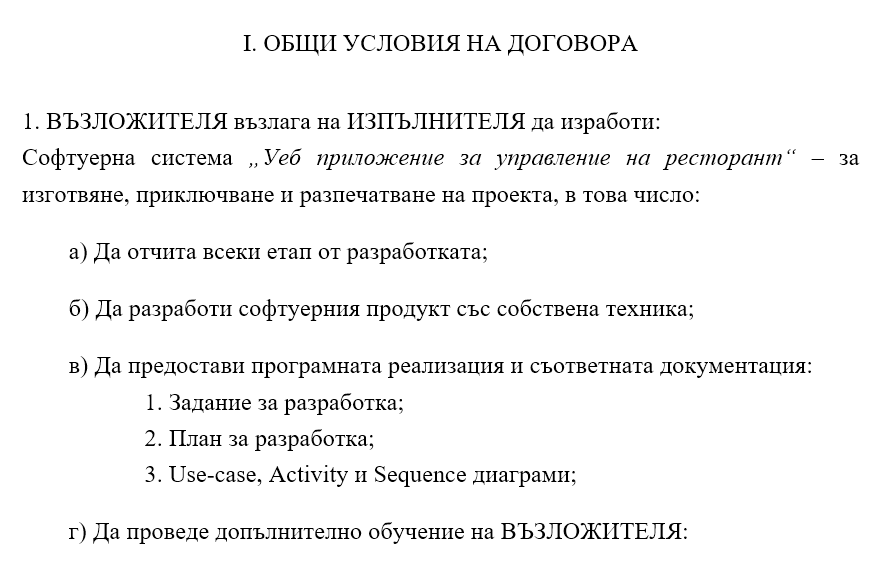 I. ОБЩИ УСЛОВИЯ НА ДОГОВОРА
1. ВЪЗЛОЖИТЕЛЯ възлага на ИЗПЪЛНИТЕЛЯ да изработи:
Софтуерна система „Уеб приложение за управление на ресторант“ – за
изготвяне, приключване и разпечатване на проекта, в това число:
а) Да отчита всеки етап от разработката;
б) Да разработи софтуерния продукт със собствена техника;
в) Да предостави програмната реализация и съответната документация:
1. Задание за разработка;
2. План за разработка;
3. Use-case, Activity и Sequence диаграми;
г) Да проведе допълнително обучение на ВЪЗЛОЖИТЕЛЯ: